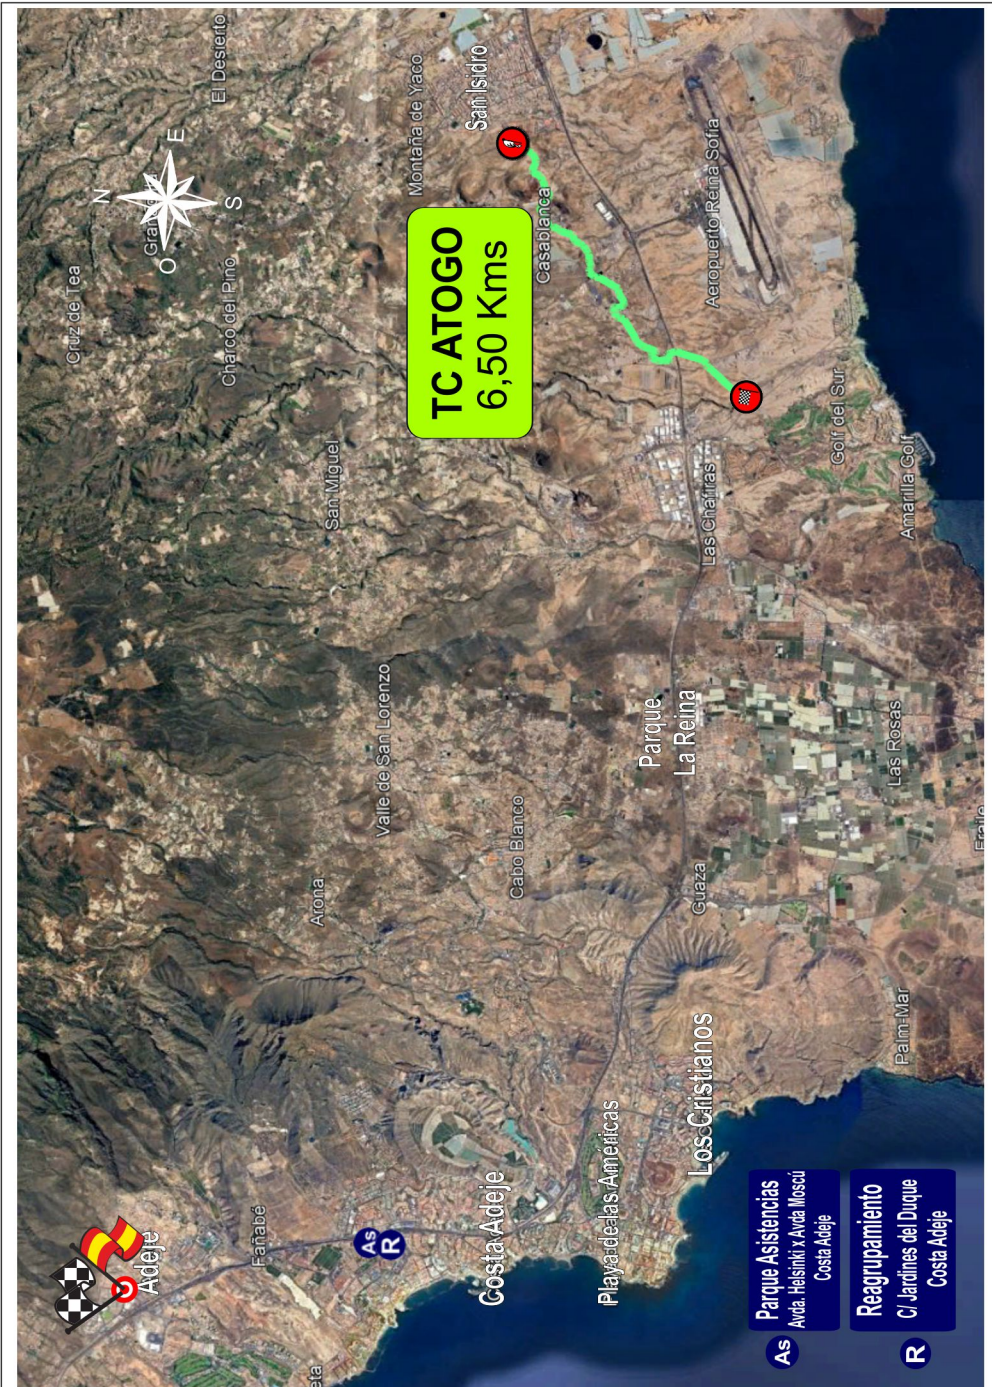 El Desierto
San Isidro
Montaña de Yaco
N
E
S
O
Cruz de Tea
Charco del Pino
TC ATOGO
6,50 Kms
Casablanca
Aeropuerto Reina Sofia
San Miguel
Golf del Sur
Amarilla Golf
Las Chafiras
Valle de San Lorenzo
Parque
La Reina
Las Rosas
Cabo Blanco
Arona
Guaza
Fraile
Palm-Mar
Los Cristianos
Playa de las Américas
Costa Adeje
Fañabé
Adeje
As
R
As
Parque Asistencias
Avda. Helsinki x Avda Moscú
Costa Adeje
R
Reagrupamiento
C/ Jardines del Duque
Costa Adeje